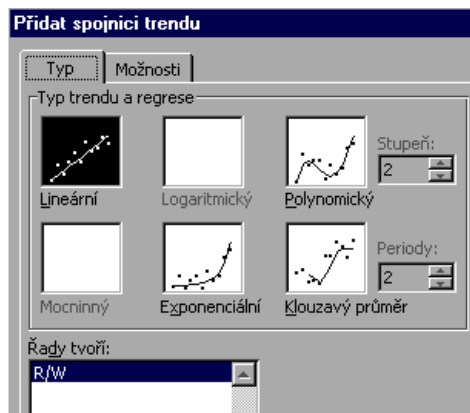 Přidat spojnici trendu
Typ Možnosti
Typ trendu a regrese
Stupeň:
2
Lineární Logaritmický Polynomický
Periody:
2
Mocninný Exponenciální Klouzavý průměr
Řady tvoří:
R/W